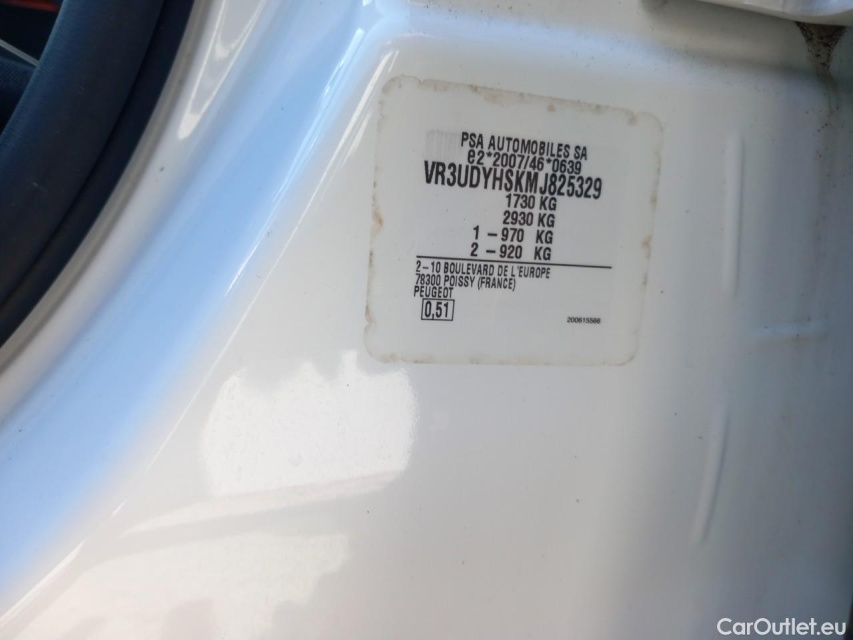 PSA AUTOMOBILES SA
e2*2007/46*0639
VR3UDYHSKMJ825329
1730 KG
2930 KG
1 – 970 KG
2 – 920 KG
2–10 BOULEVARD DE L'EUROPE
78300 POISSY (FRANCE)
PEUGEOT
0,51
200615566
CarOutlet.eu